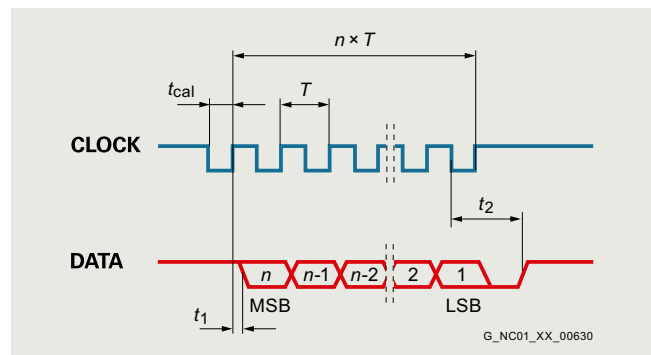 n × T
tcal
T
CLOCK
t2
DATA
n
n-1
n-2
2
1
MSB
LSB
t1
G_NC01_XX_00630